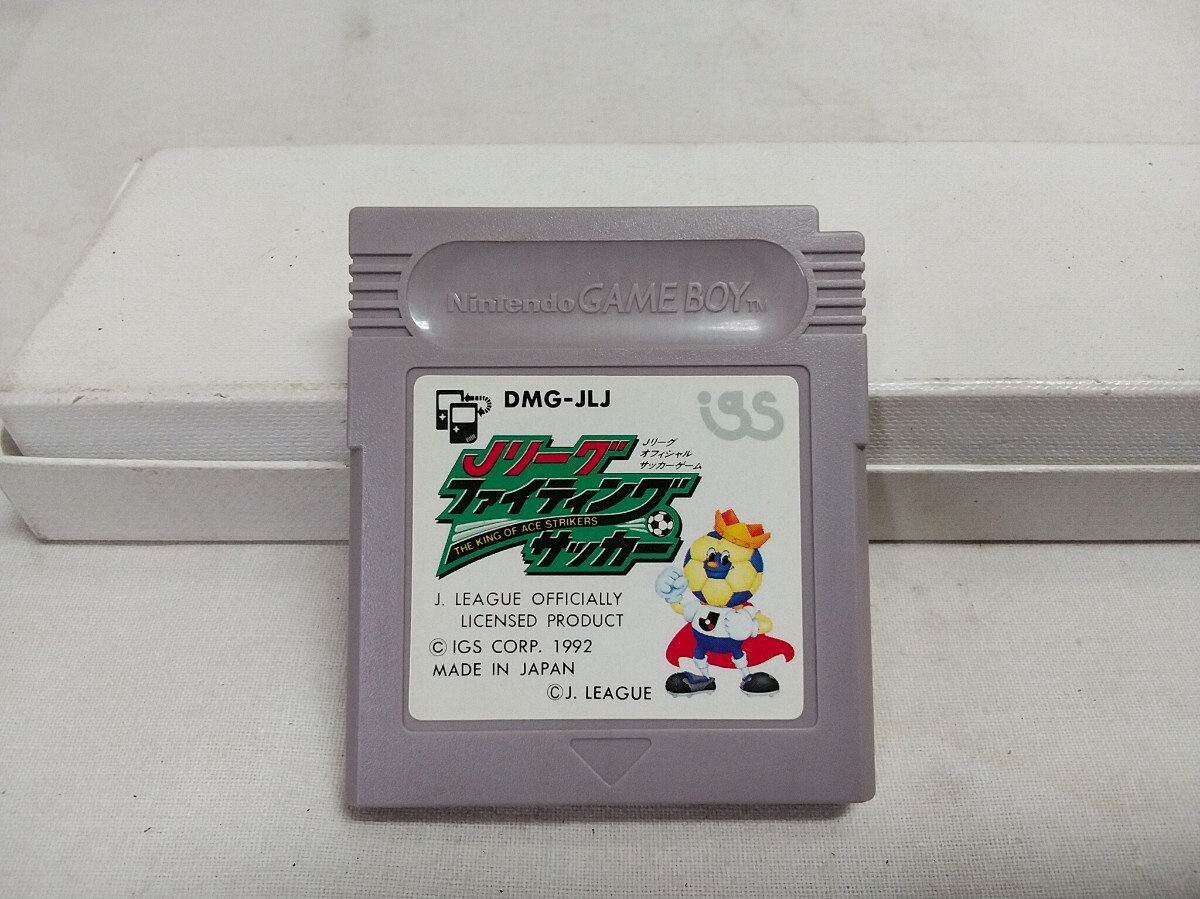 Nintendo GAME BOY TM
DMG-JLJ
igs
Jリーグ
オフィシャル
サッカーゲーム
Jリーグ
ファイティング
THE KING OF ACE STRIKERS
サッカー
J. LEAGUE OFFICIALLY
LICENSED PRODUCT
© IGS CORP. 1992
MADE IN JAPAN
© J. LEAGUE
J